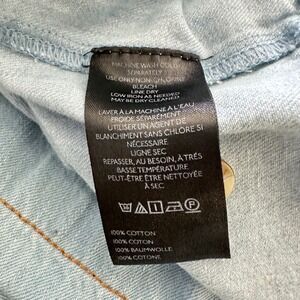 MACHINE WASH COLD
SEPARATELY
USE ONLY NON-CHLORINE
BLEACH
LINE DRY
LOW IRON AS NEEDED
MAY BE DRY CLEANED
LAVER À LA MACHINE À L'EAU
FROIDE SÉPARÉMENT
UTILISER UN AGENT DE
BLANCHIMENT SANS CHLORE SI
NÉCESSAIRE
LIGNE SEC
REPASSER, AU BESOIN, À TRÈS
BASSE TEMPÉRATURE
PEUT-ÊTRE ÊTRE NETTOYÉE
À SEC
100% COTTON
100% COTON
100% BAUMWOLLE
100% COTONE